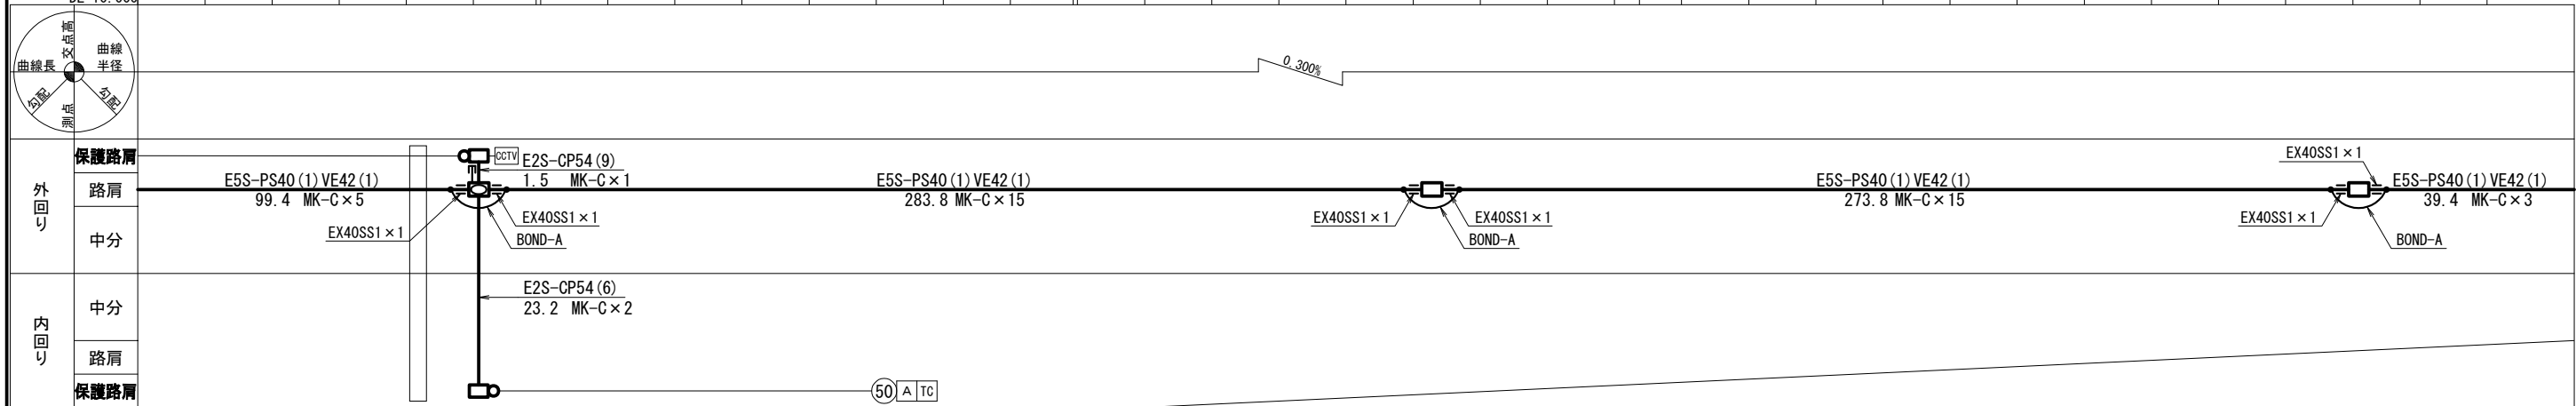 交点高
曲線
半径
曲線長
勾配
勾配
測点
0.300%
外回り
保護路肩
路肩
中分
内回り
中分
路肩
保護路肩
CCTV
E2S-CP54(9)
1.5 MK-C×1
E5S-PS40(1)VE42(1)
99.4 MK-C×5
EX40SS1×1
EX40SS1×1
BOND-A
E5S-PS40(1)VE42(1)
283.8 MK-C×15
EX40SS1×1
EX40SS1×1
BOND-A
E5S-PS40(1)VE42(1)
273.8 MK-C×15
EX40SS1×1
EX40SS1×1
BOND-A
E5S-PS40(1)VE42(1)
39.4 MK-C×3
E2S-CP54(6)
23.2 MK-C×2
50 A TC